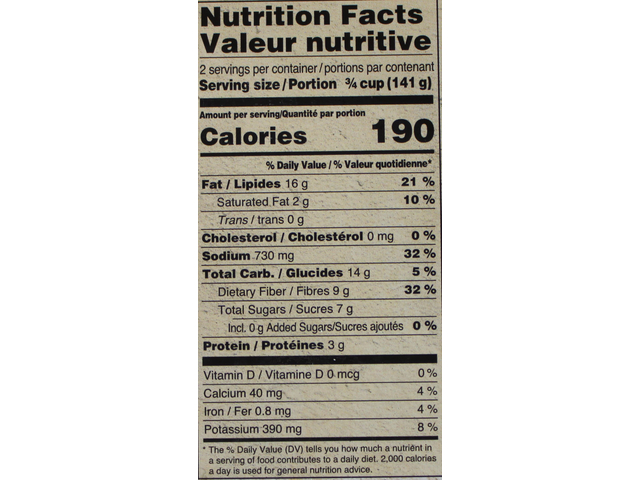 Nutrition Facts
Valeur nutritive
2 servings per container / portions par contenant
Serving size / Portion ¾ cup (141 g)
Amount per serving/Quantité par portion
Calories 190
% Daily Value / % Valeur quotidienne*
Fat / Lipides 16 g 21 %
Saturated Fat 2 g 10 %
Trans / trans 0 g
Cholesterol / Cholestérol 0 mg 0 %
Sodium 730 mg 32 %
Total Carb. / Glucides 14 g 5 %
Dietary Fiber / Fibres 9 g 32 %
Total Sugars / Sucres 7 g
Incl. 0 g Added Sugars/Sucres ajoutés 0 %
Protein / Protéines 3 g
Vitamin D / Vitamine D 0 mcg 0 %
Calcium 40 mg 4 %
Iron / Fer 0.8 mg 4 %
Potassium 390 mg 8 %
* The % Daily Value (DV) tells you how much a nutrient in
a serving of food contributes to a daily diet. 2,000 calories
a day is used for general nutrition advice.